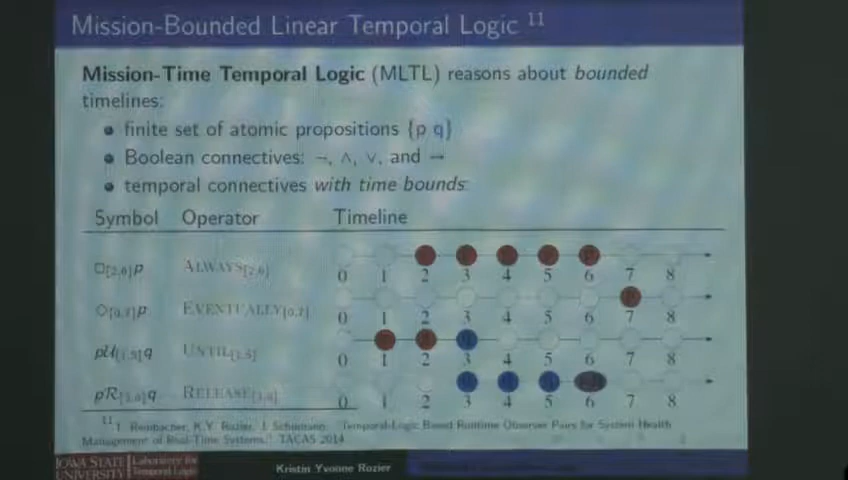 Mission-Bounded Linear Temporal Logic 11
Mission-Time Temporal Logic (MLTL) reasons about bounded
timelines:
• finite set of atomic propositions {p q}
• Boolean connectives: ¬, ∧, ∨, and →
• temporal connectives with time bounds:
Symbol Operator Timeline
□[2,6]p ALWAYS[2,6] 0 1 2 3 4 5 6 7 8
◇[0,7]p EVENTUALLY[0,7] 0 1 2 3 4 5 6 7 8
pU[1,5]q UNTIL[1,5] 0 1 2 3 4 5 6 7 8
pR[3,8]q RELEASE[3,8] 0 1 2 3 4 5 6 7 8
11 T. Reinbacher, K.Y. Rozier, J. Schumann. Temporal-Logic Based Runtime Observer Pairs for System Health
Management of Real-Time Systems. TACAS 2014
IOWA STATE Laboratory for
UNIVERSITY Temporal Logic
Kristin Yvonne Rozier